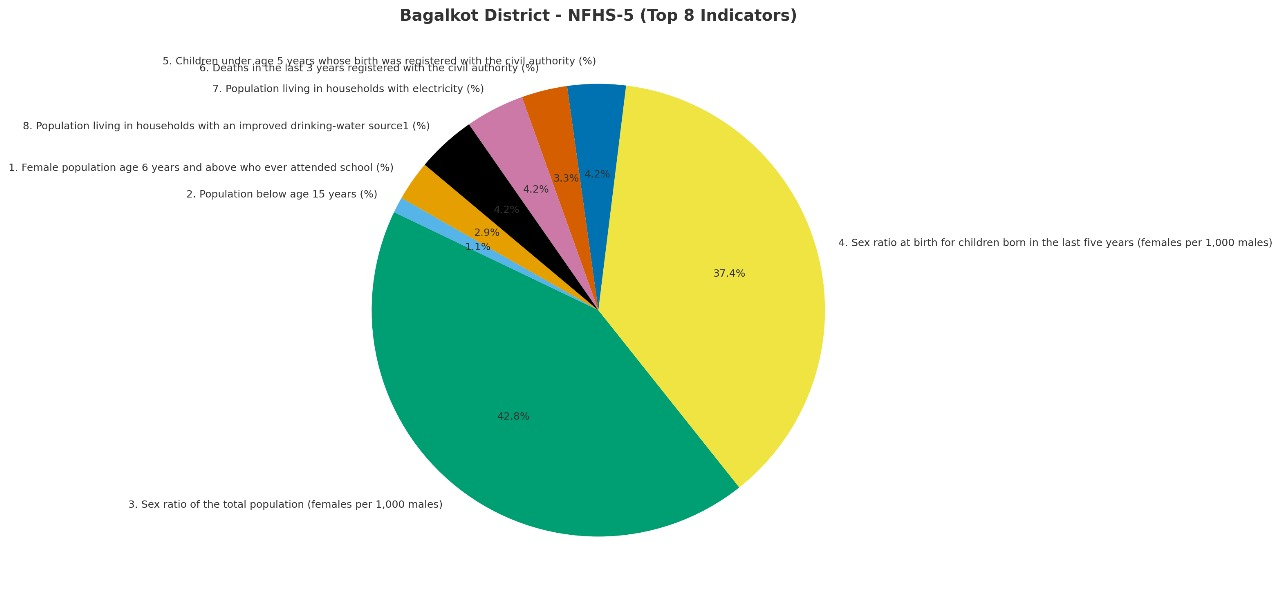 Bagalkot District - NFHS-5 (Top 8 Indicators)
5. Children under age 5 years whose birth was registered with the civil authority (%)
6. Deaths in the last 3 years registered with the civil authority (%)
7. Population living in households with electricity (%)
8. Population living in households with an improved drinking-water source1 (%)
1. Female population age 6 years and above who ever attended school (%)
2. Population below age 15 years (%)
4.2%
3.3%
4.2%
4.2%
2.9%
4. Sex ratio at birth for children born in the last five years (females per 1,000 males)
1.1%
37.4%
42.8%
3. Sex ratio of the total population (females per 1,000 males)